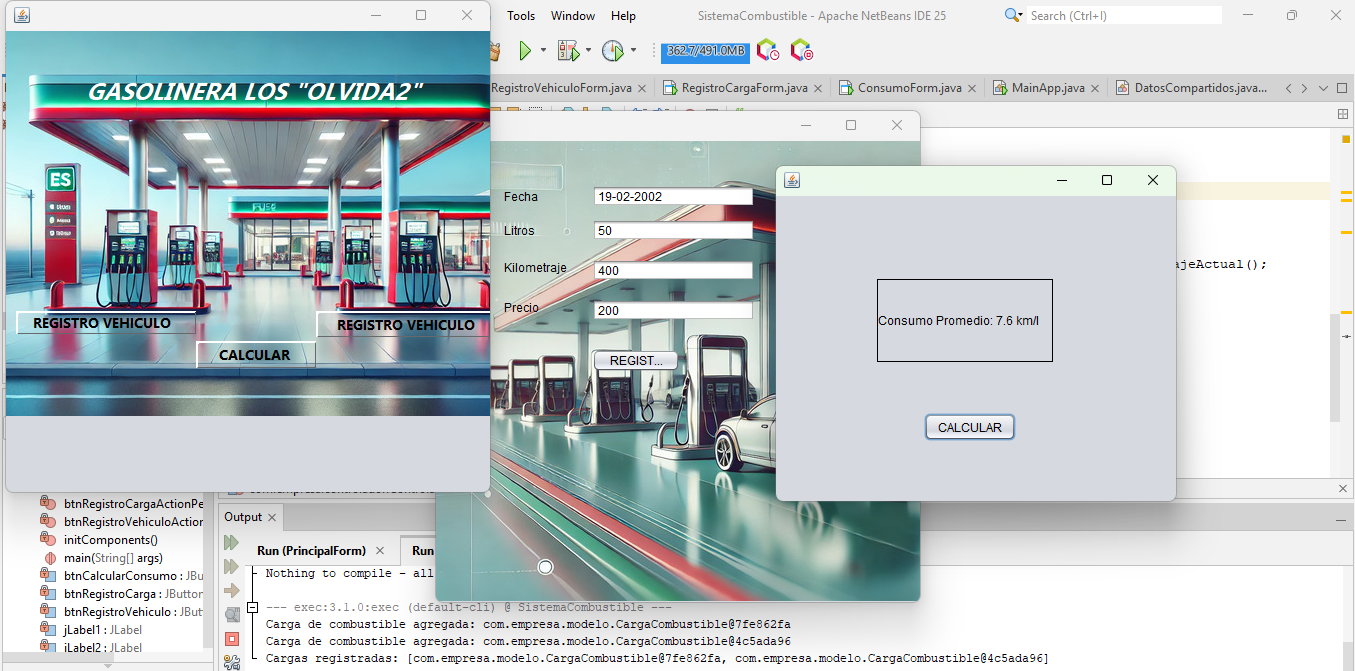 Tools Window Help
SistemaCombustible - Apache NetBeans IDE 25
Search (Ctrl+I)
362.7/491.0MB
RegistroVehiculoForm.java
RegistroCargaForm.java
ConsumoForm.java
MainApp.java
DatosCompartidos.java...
GASOLINERA LOS "OLVIDA2"
ES
REGISTRO VEHICULO
REGISTRO VEHICULO
CALCULAR
Fecha 19-02-2002
Litros 50
Kilometraje 400
Precio 200
REGIST...
ajeActual();
Consumo Promedio: 7.6 km/l
CALCULAR
btnRegistroCargaActionPe
btnRegistroVehiculoAction
initComponents()
main(String[] args)
btnCalcularConsumo : JBu
btnRegistroCarga : JButton
btnRegistroVehiculo : JBut
jLabel1 : JLabel
jLabel2 : JLabel
Output
Run (PrincipalForm)
Run
Nothing to compile - all
--- exec:3.1.0:exec (default-cli) @ SistemaCombustible ---
Carga de combustible agregada: com.empresa.modelo.CargaCombustible@7fe862fa
Carga de combustible agregada: com.empresa.modelo.CargaCombustible@4c5ada96
Cargas registradas: [com.empresa.modelo.CargaCombustible@7fe862fa, com.empresa.modelo.CargaCombustible@4c5ada96]